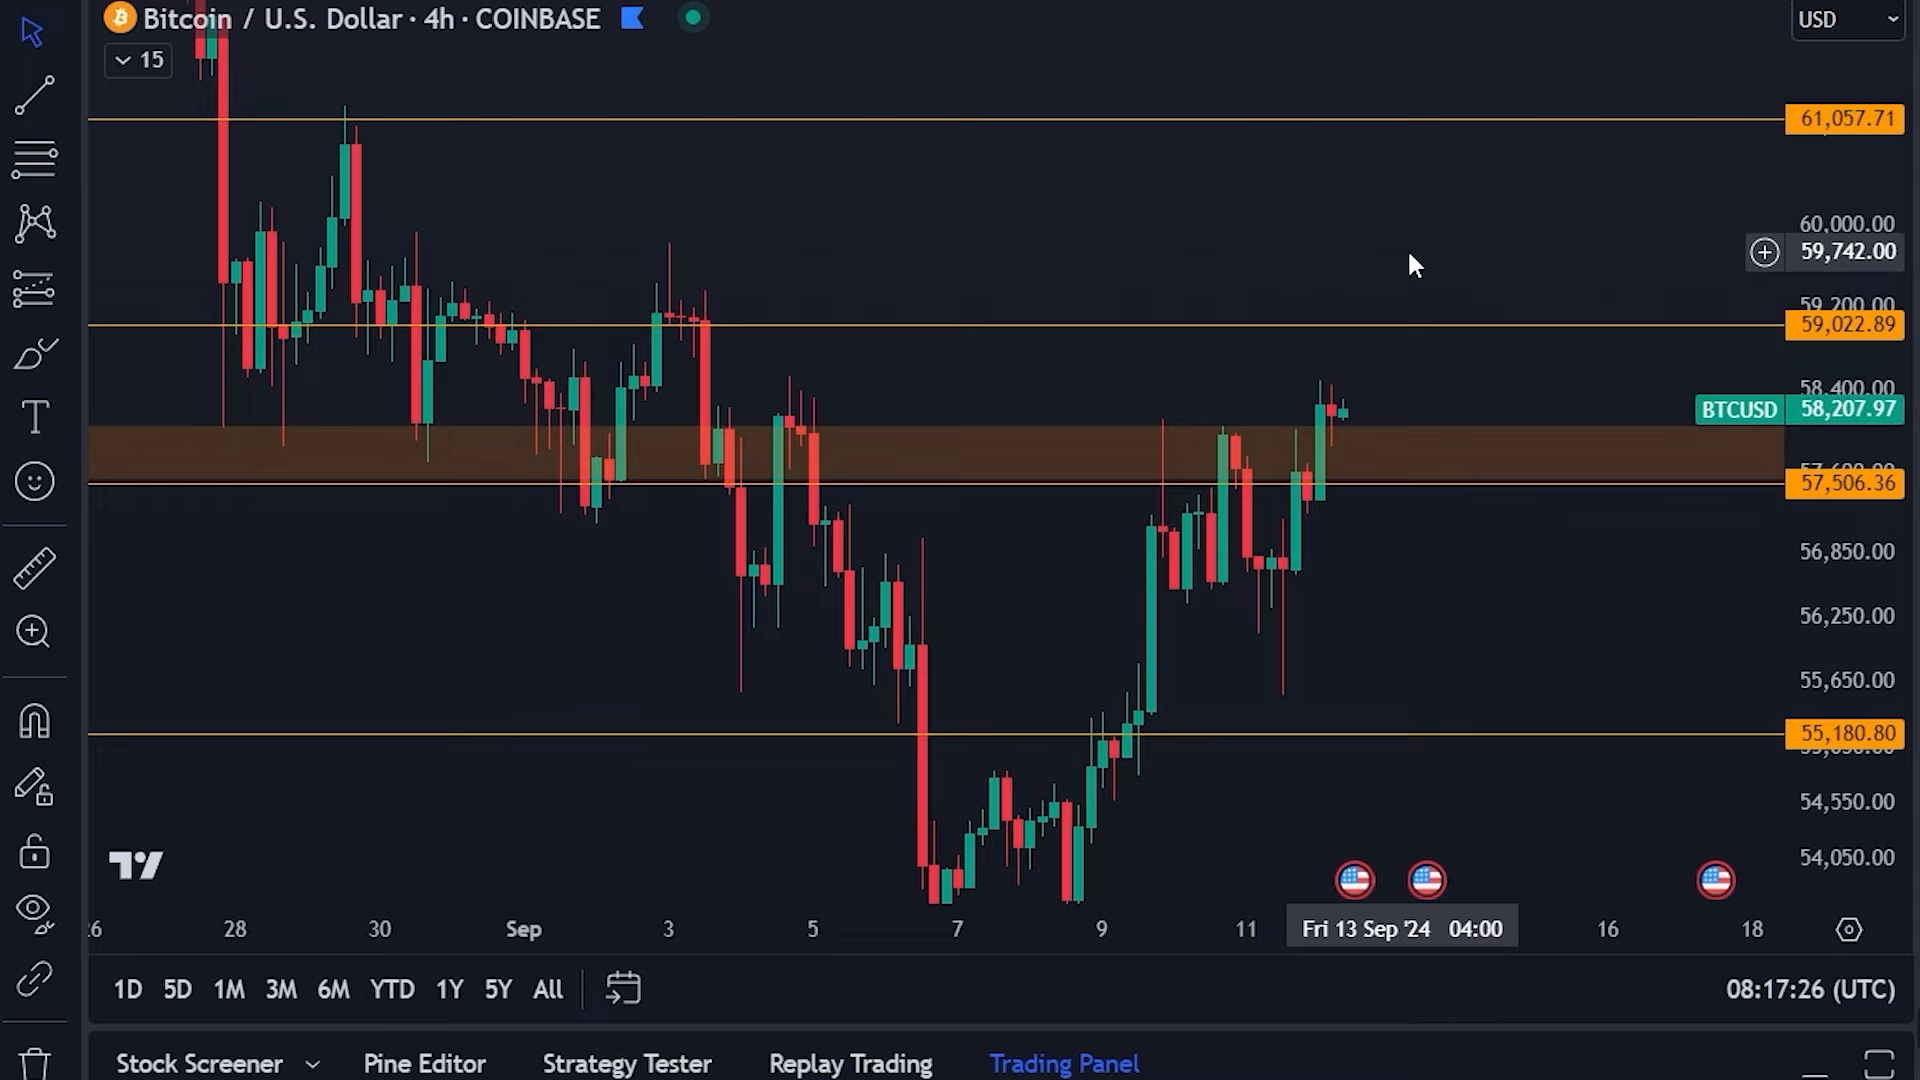 Bitcoin / U.S. Dollar · 4h · COINBASE
USD
15
61,057.71
60,000.00
59,742.00
59,200.00
59,022.89
58,400.00
BTCUSD 58,207.97
57,506.36
56,850.00
56,250.00
55,650.00
55,180.80
54,550.00
54,050.00
26 28 30 Sep 3 5 7 9 11 Fri 13 Sep '24 04:00 16 18
1D 5D 1M 3M 6M YTD 1Y 5Y All
08:17:26 (UTC)
Stock Screener Pine Editor Strategy Tester Replay Trading Trading Panel